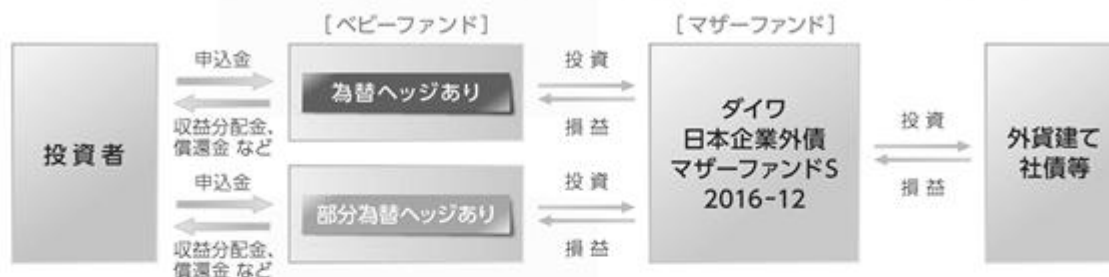 [ベビーファンド]
[マザーファンド]
投資者
申込金
収益分配金、
償還金 など
為替ヘッジあり
投資
損益
申込金
収益分配金、
償還金 など
部分為替ヘッジあり
投資
損益
ダイワ
日本企業外債
マザーファンドS
2016-12
投資
損益
外貨建て
社債等